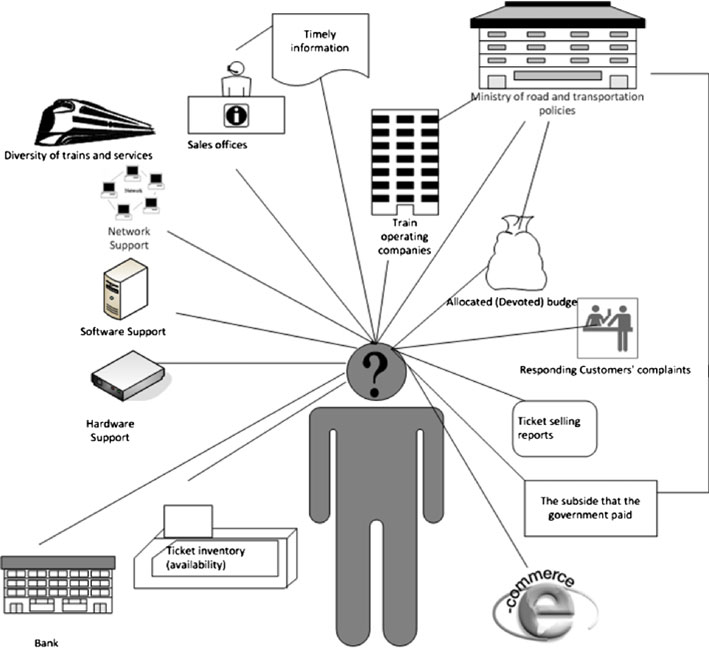 Timely
information
Ministry of road and transportation
policies
i
Sales offices
Diversity of trains and services
Network
Network
Support
Train
operating
companies
Allocated (Devoted) budge
Software Support
Responding Customers' complaints
?
Hardware
Support
Ticket selling
reports
The subside that the
government paid
Ticket inventory
(availability)
-commerce
e
Bank